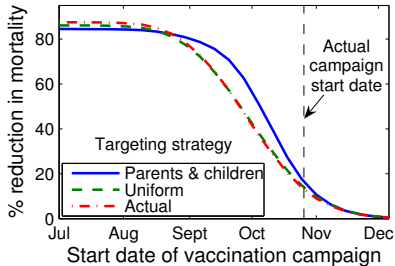 % reduction in mortality
80
60
40
20
0
Actual
campaign
start date
Targeting strategy
Parents & children
Uniform
Actual
Jul Aug Sept Oct Nov Dec
Start date of vaccination campaign